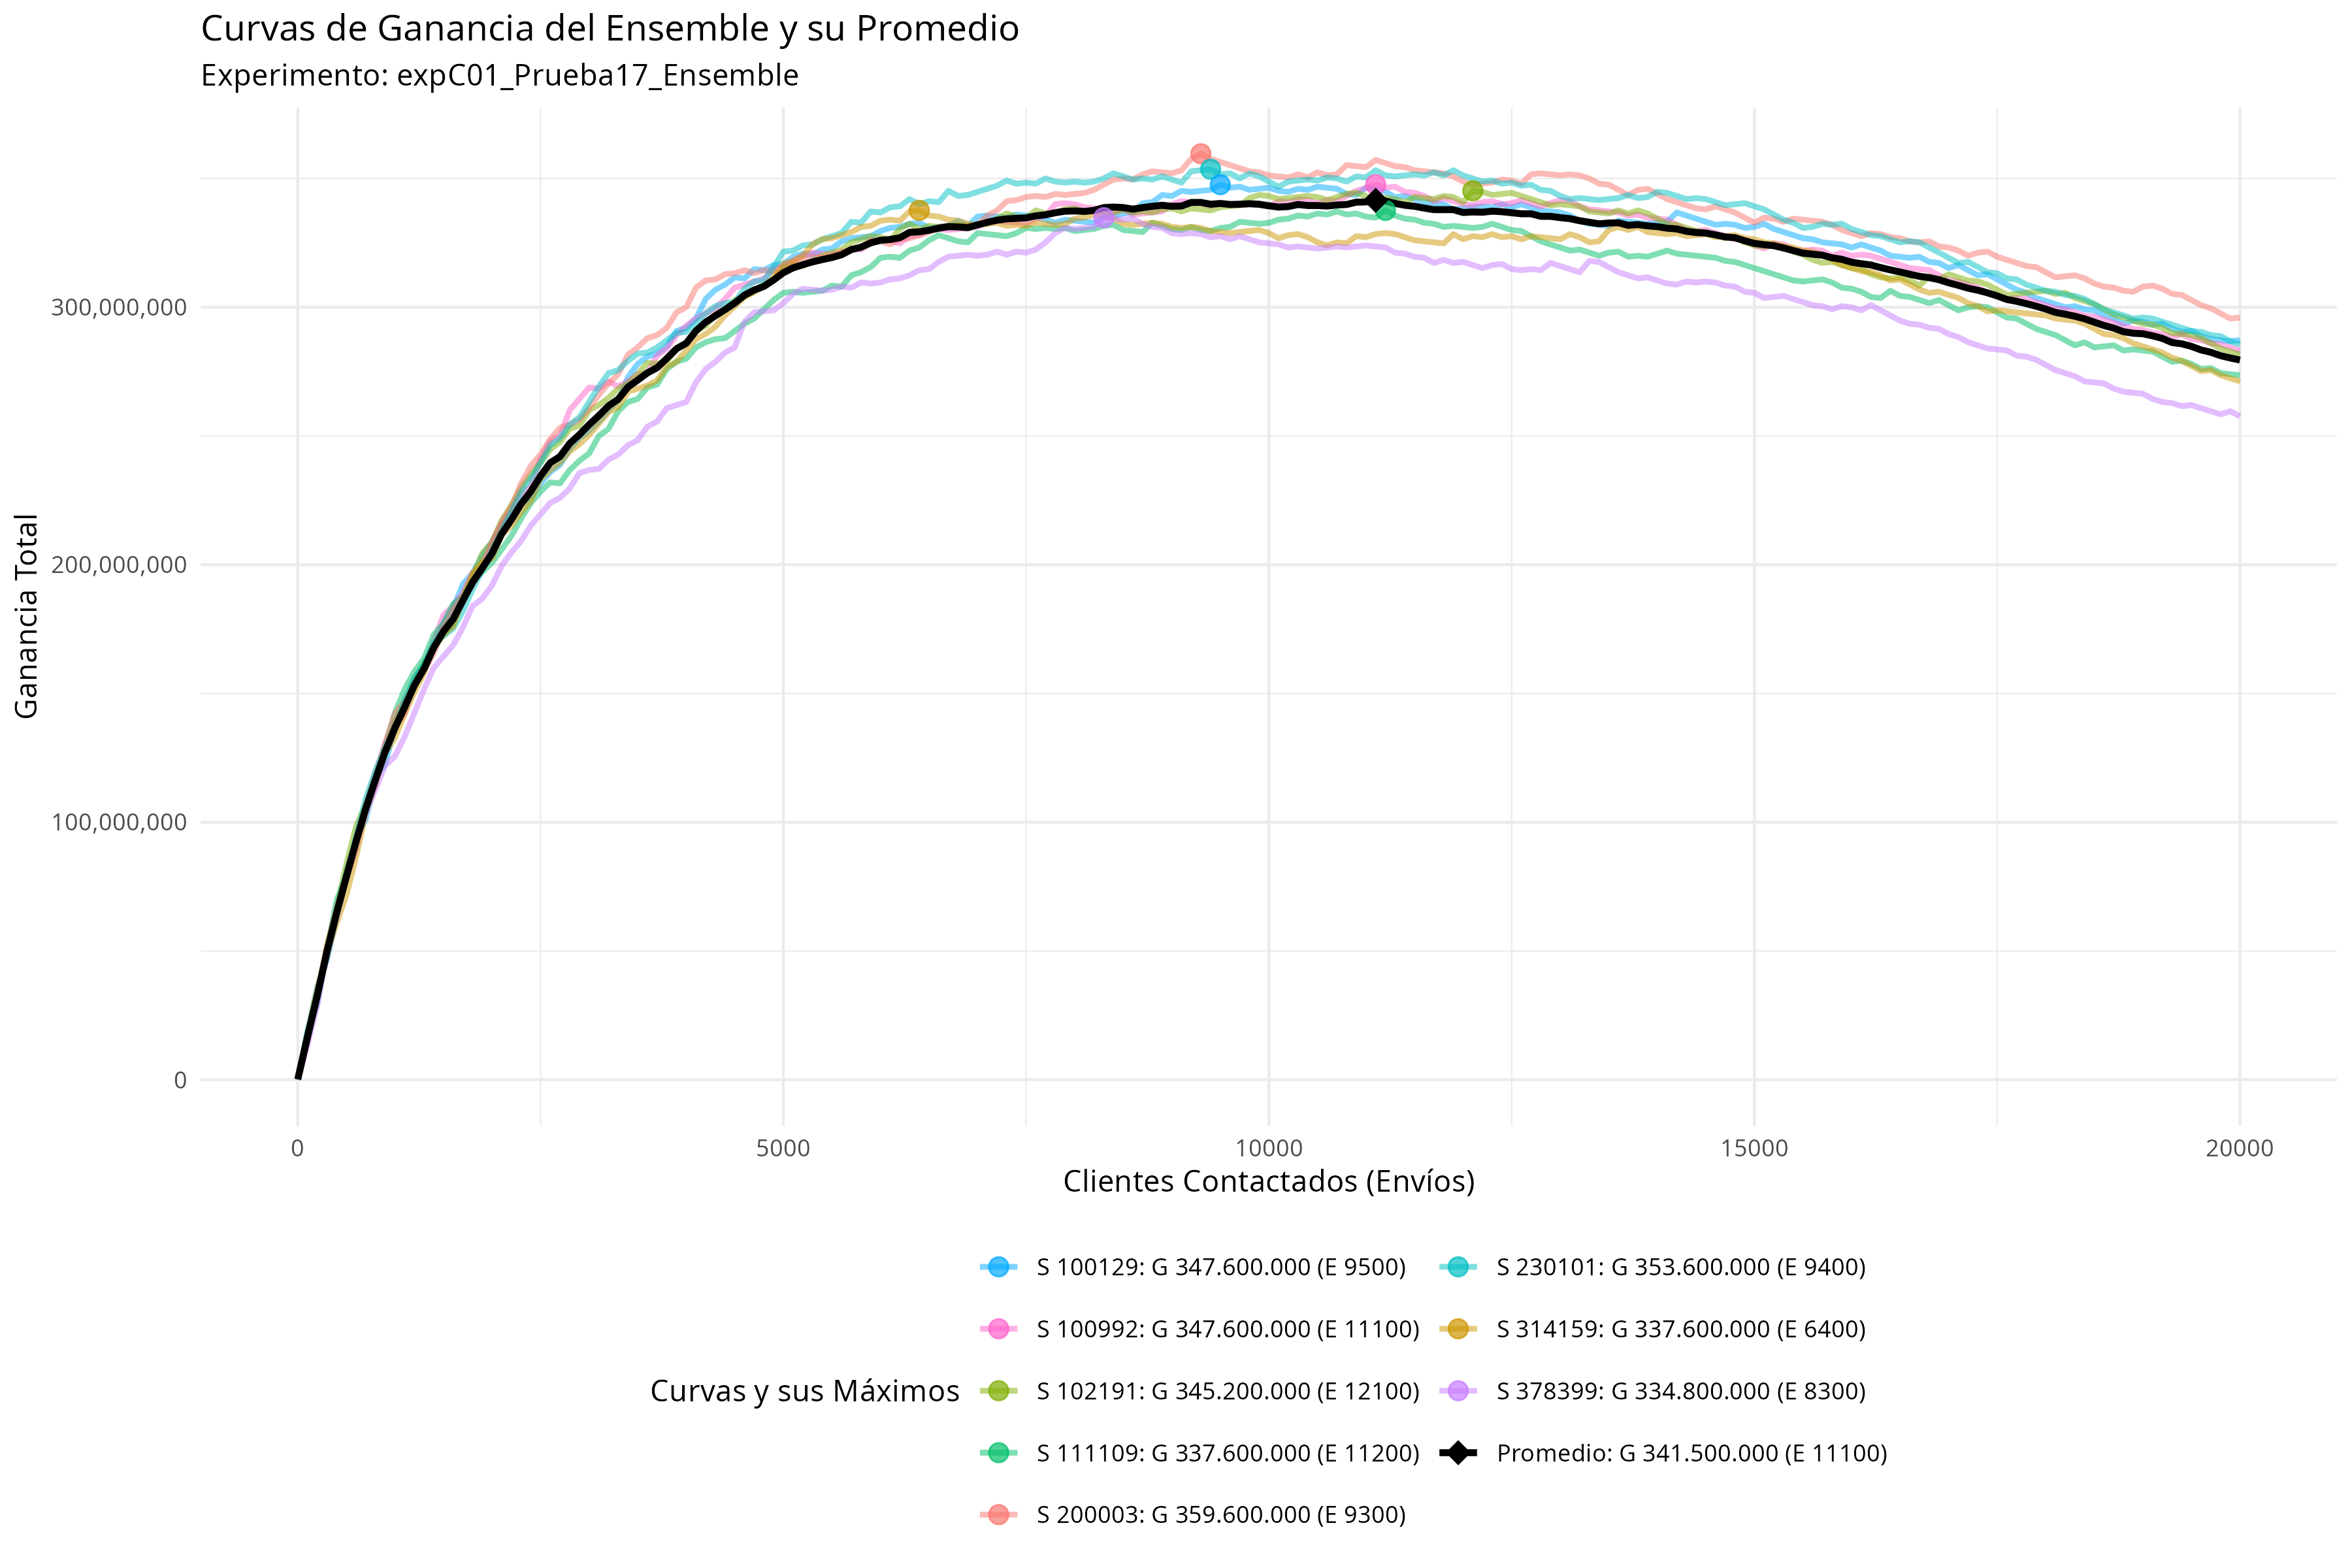 Curvas de Ganancia del Ensemble y su Promedio
Experimento: expC01_Prueba17_Ensemble
Ganancia Total
300,000,000
200,000,000
100,000,000
0
0 5000 10000 15000 20000
Clientes Contactados (Envíos)
Curvas y sus Máximos
S 100129: G 347.600.000 (E 9500)
S 100992: G 347.600.000 (E 11100)
S 102191: G 345.200.000 (E 12100)
S 111109: G 337.600.000 (E 11200)
S 200003: G 359.600.000 (E 9300)
S 230101: G 353.600.000 (E 9400)
S 314159: G 337.600.000 (E 6400)
S 378399: G 334.800.000 (E 8300)
Promedio: G 341.500.000 (E 11100)